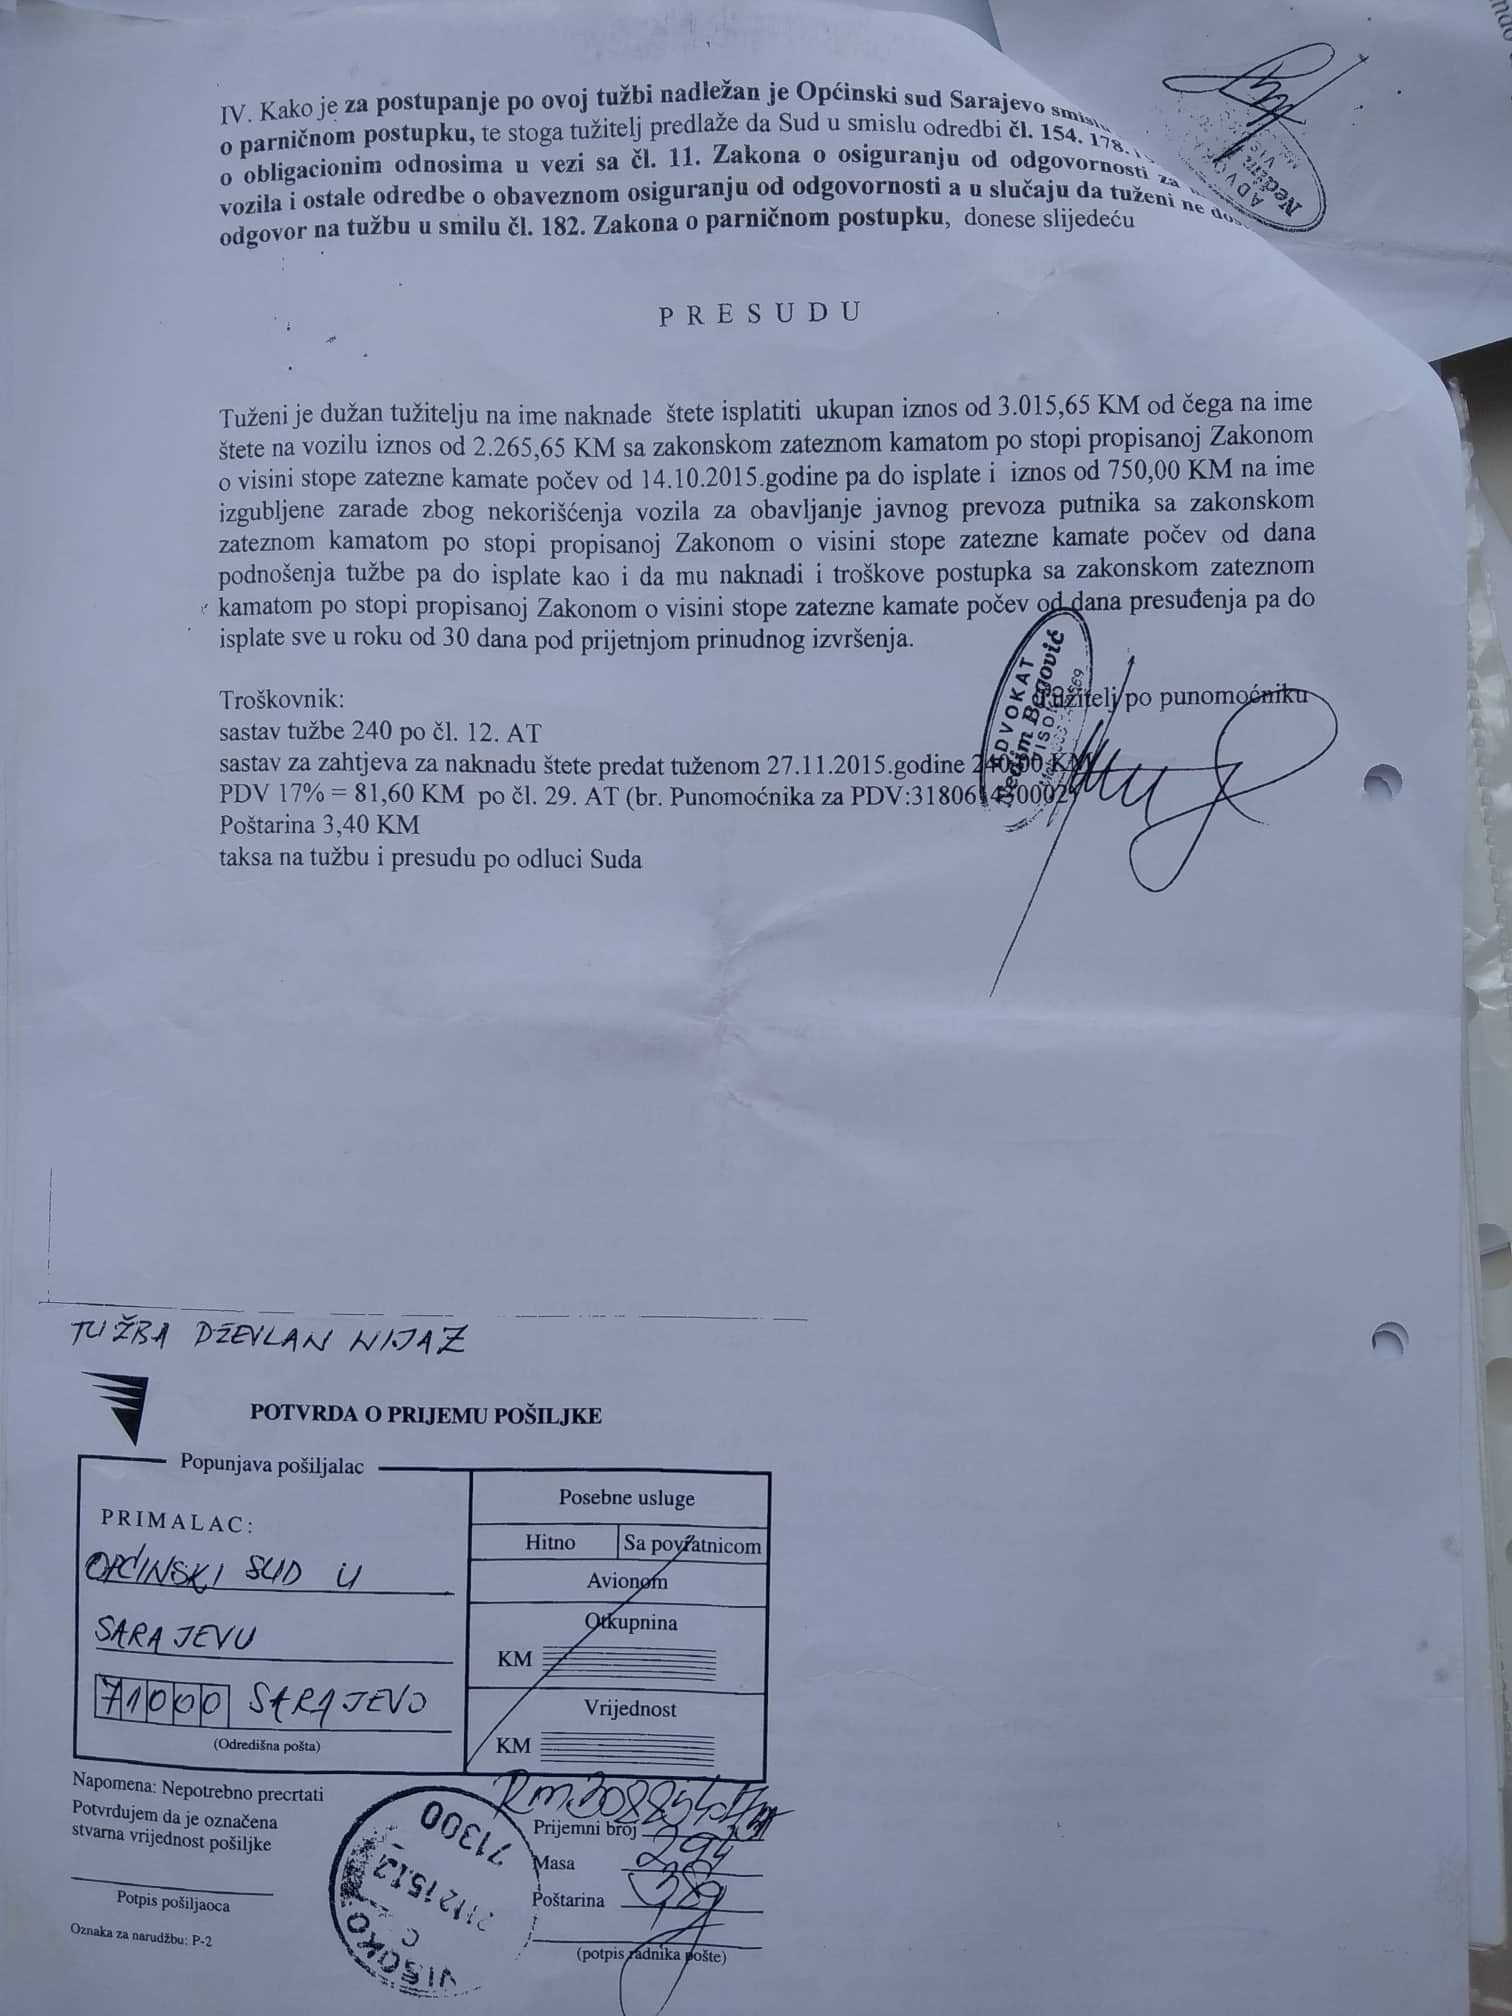 IV. Kako je za postupanje po ovoj tužbi nadležan je Općinski sud Sarajevo
o parničnom postupku, te stoga tužitelj predlaže da Sud u smislu odredbi čl. 154. 178.
o obligacionim odnosima u vezi sa čl. 11. Zakona o osiguranju od odgovornosti za
vozila i ostale odredbe o obaveznom osiguranju od odgovornosti a u slučaju da tuženi ne
odgovor na tužbu u smilu čl. 182. Zakona o parničnom postupku, donese slijedeću
ADVO
Nedim
P R E S U D U
Tuženi je dužan tužitelju na ime naknade štete isplatiti ukupan iznos od 3.015,65 KM od čega na ime
štete na vozilu iznos od 2.265,65 KM sa zakonskom zateznom kamatom po stopi propisanoj Zakonom
o visini stope zatezne kamate počev od 14.10.2015.godine pa do isplate i iznos od 750,00 KM na ime
izgubljene zarade zbog nekorišćenja vozila za obavljanje javnog prevoza putnika sa zakonskom
zateznom kamatom po stopi propisanoj Zakonom o visini stope zatezne kamate počev od dana
podnošenja tužbe pa do isplate kao i da mu naknadi i troškove postupka sa zakonskom zateznom
kamatom po stopi propisanoj Zakonom o visini stope zatezne kamate počev od dana presuđenja pa do
isplate sve u roku od 30 dana pod prijetnjom prinudnog izvršenja.
Troškovnik:
Tužitelj po punomoćniku
ADVOKAT
Nedim Begović
VISOKO
sastav tužbe 240 po čl. 12. AT
sastav za zahtjeva za naknadu štete predat tuženom 27.11.2015.godine 240,00 KM
PDV 17% = 81,60 KM po čl. 29. AT (br. Punomoćnika za PDV:
Poštarina 3,40 KM
taksa na tužbu i presudu po odluci Suda
TUŽBA DŽEVLAN NIJAZ
POTVRDA O PRIJEMU POŠILJKE
Popunjava pošiljalac
PRIMALAC:
OPĆINSKI SUD U
SARAJEVU
71000 SARAJEVO
(Odredišna pošta)
Posebne usluge
Hitno Sa povratnicom
Avionom
Otkupnina
KM
Vrijednost
KM
Napomena: Nepotrebno precrtati
Potvrdujem da je označena
stvarna vrijednost pošiljke
Potpis pošiljaoca
Oznaka za narudžbu: P-2
71300
VISOKO
Prijemni broj
Masa
Poštarina
(potpis radnika pošte)